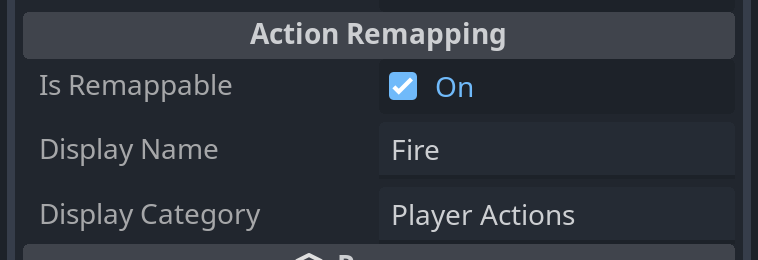 Action Remapping
Is Remappable On
Display Name Fire
Display Category Player Actions